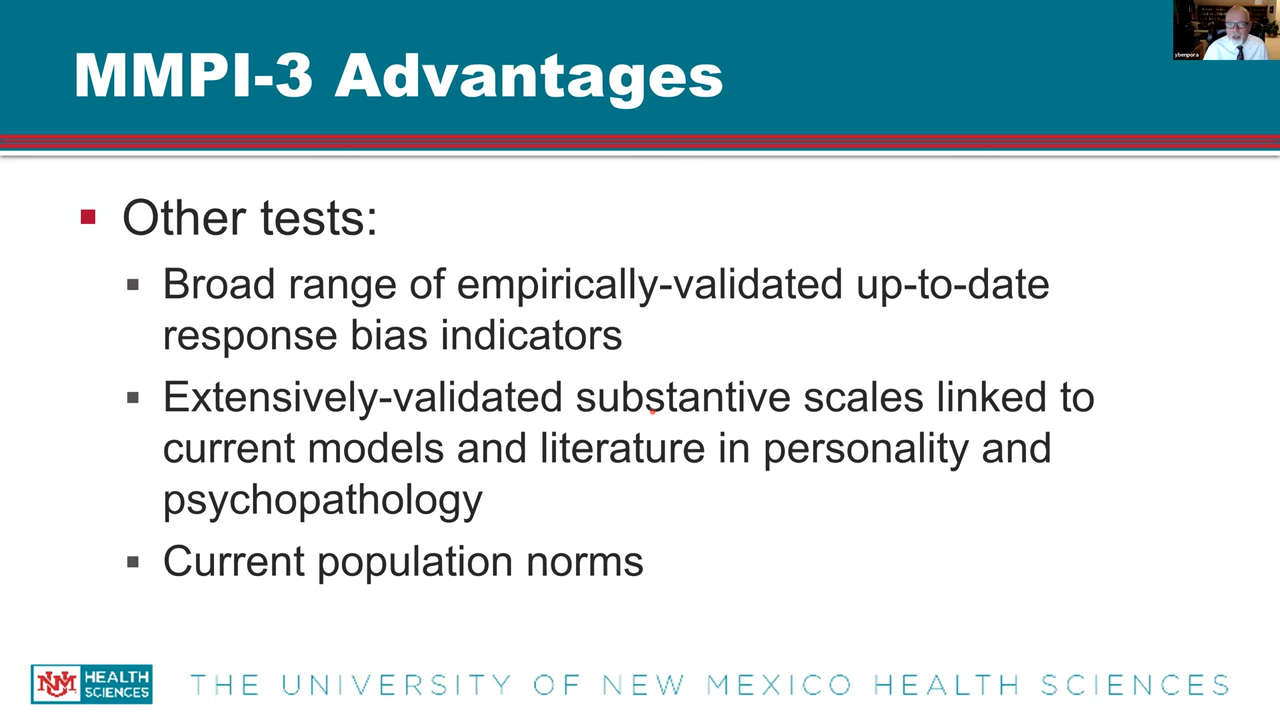 MMPI-3 Advantages
ybenpora
Other tests:
Broad range of empirically-validated up-to-date
response bias indicators
Extensively-validated substantive scales linked to
current models and literature in personality and
psychopathology
Current population norms
UNM HEALTH
SCIENCES
THE UNIVERSITY OF NEW MEXICO HEALTH SCIENCES